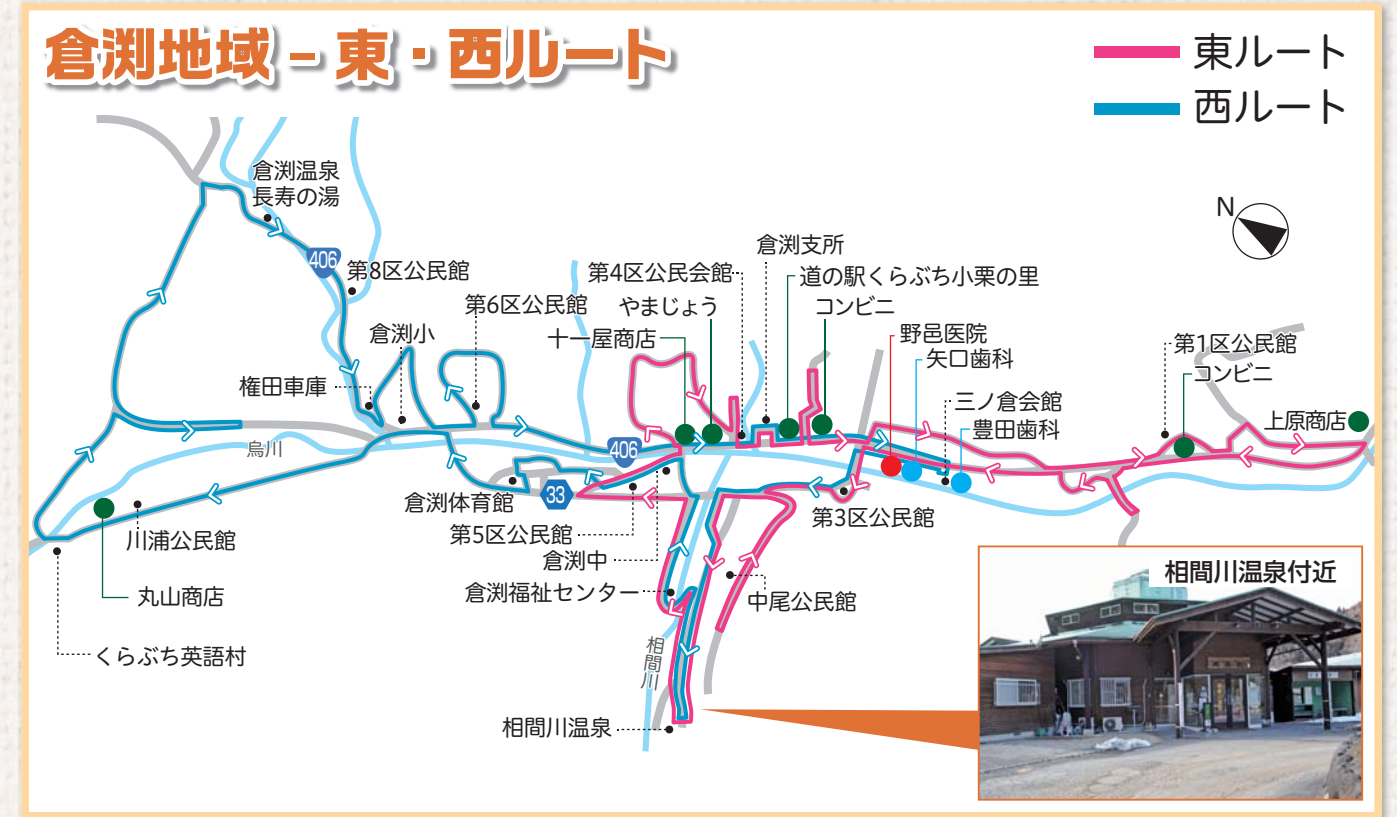 倉渕地域 – 東・西ルート
東ルート
西ルート
N
倉渕温泉
長寿の湯
406
第8区公民館
第6区公民館
倉渕小
権田車庫
烏川
倉渕支所
第4区公民会館
道の駅くらぶち小栗の里
やまじょう
コンビニ
十一屋商店
野邑医院
矢口歯科
三ノ倉会館
豊田歯科
第1区公民館
コンビニ
上原商店
406
倉渕体育館
33
第5区公民館
倉渕中
倉渕福祉センター
第3区公民館
中尾公民館
川浦公民館
丸山商店
くらぶち英語村
相間川
相間川温泉
相間川温泉付近